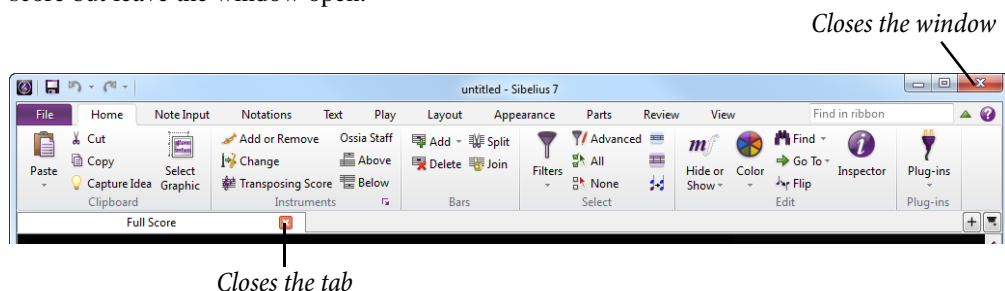 score but leave the window open.
Closes the window
untitled - Sibelius 7
File Home Note Input Notations Text Play Layout Appearance Parts Review View Find in ribbon
Cut Add or Remove Ossia Staff Add Split Advanced Find
Copy Change Above Delete Join All Go To
Paste Capture Idea Select Graphic Transposing Score Below Filters None mf Hide or Show Color Flip Inspector Plug-ins
Clipboard Instruments Bars Select Edit Plug-ins
Full Score
Closes the tab